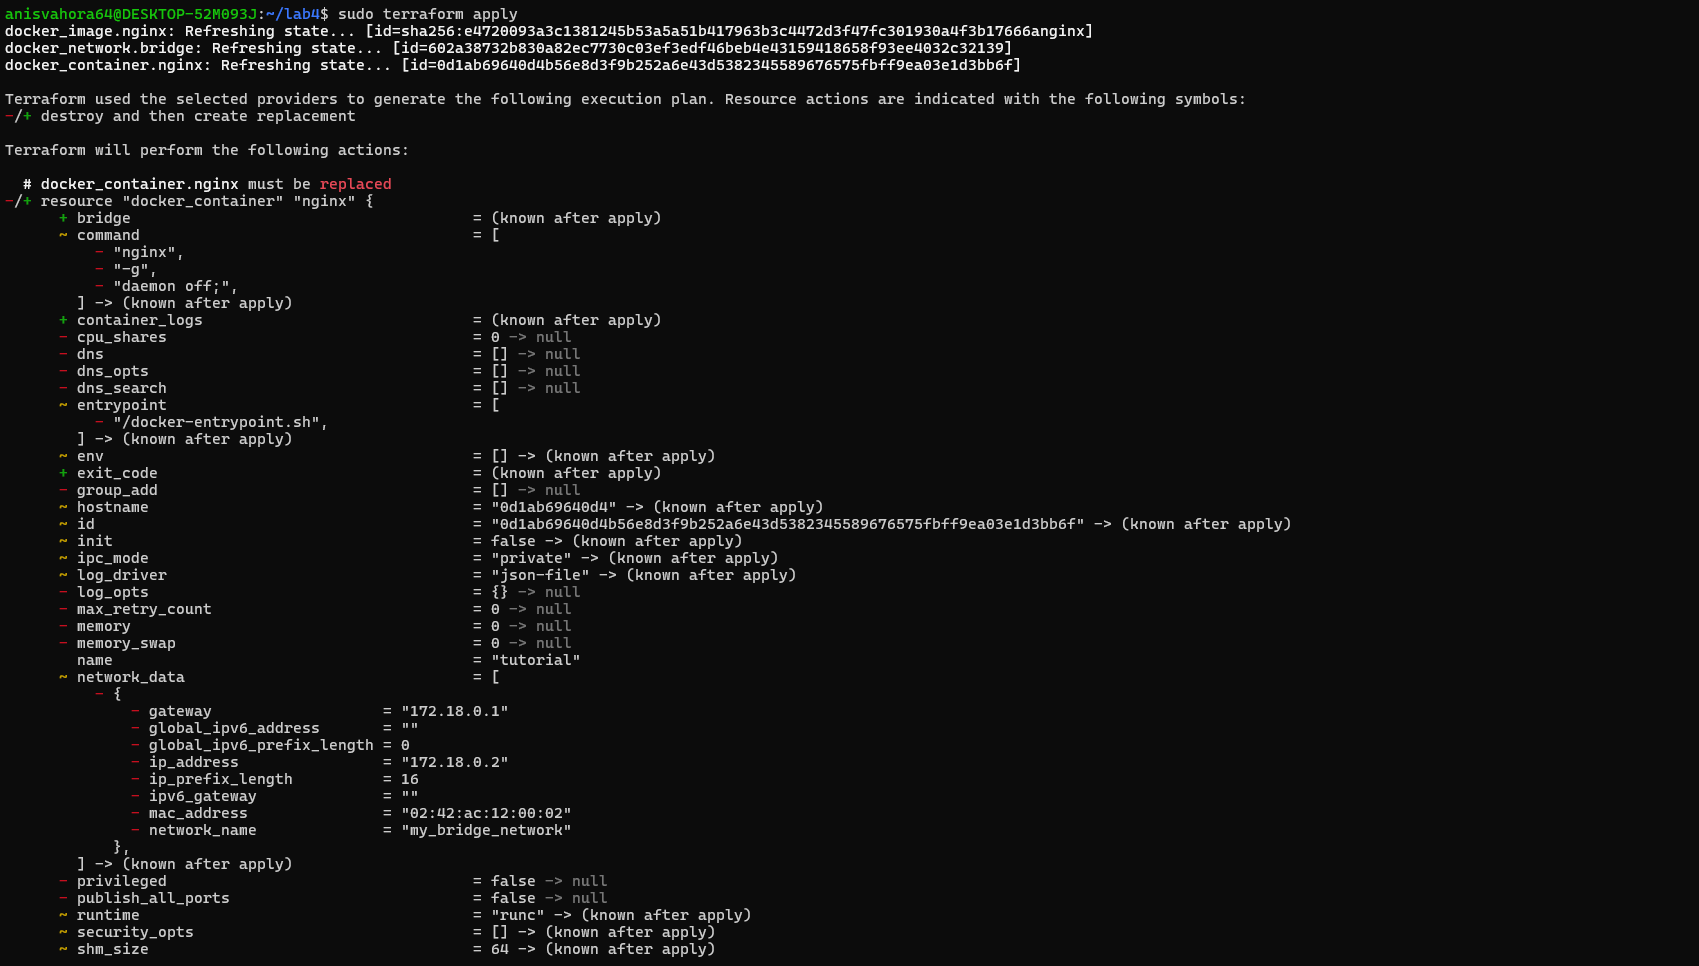 anisvahora64@DESKTOP-52M093J:~/lab4$ sudo terraform apply
docker_image.nginx: Refreshing state... [id=sha256:e4720093a3c1381245b53a5a51b417963b3c4472d3f47fc301930a4f3b17666anginx]
docker_network.bridge: Refreshing state... [id=602a38732b830a82ec7730c03ef3edf46beb4e43159418658f93ee4032c32139]
docker_container.nginx: Refreshing state... [id=0d1ab69640d4b56e8d3f9b252a6e43d5382345589676575fbff9ea03e1d3bb6f]

Terraform used the selected providers to generate the following execution plan. Resource actions are indicated with the following symbols:
-/+ destroy and then create replacement

Terraform will perform the following actions:

  # docker_container.nginx must be replaced
-/+ resource "docker_container" "nginx" {
      + bridge                                      = (known after apply)
      ~ command                                     = [
          - "nginx",
          - "-g",
          - "daemon off;",
        ] -> (known after apply)
      + container_logs                              = (known after apply)
      - cpu_shares                                  = 0 -> null
      - dns                                         = [] -> null
      - dns_opts                                    = [] -> null
      - dns_search                                  = [] -> null
      ~ entrypoint                                  = [
          - "/docker-entrypoint.sh",
        ] -> (known after apply)
      ~ env                                         = [] -> (known after apply)
      + exit_code                                   = (known after apply)
      - group_add                                   = [] -> null
      ~ hostname                                    = "0d1ab69640d4" -> (known after apply)
      ~ id                                          = "0d1ab69640d4b56e8d3f9b252a6e43d5382345589676575fbff9ea03e1d3bb6f" -> (known after apply)
      ~ init                                        = false -> (known after apply)
      ~ ipc_mode                                    = "private" -> (known after apply)
      ~ log_driver                                  = "json-file" -> (known after apply)
      - log_opts                                    = {} -> null
      - max_retry_count                             = 0 -> null
      - memory                                      = 0 -> null
      - memory_swap                                 = 0 -> null
        name                                        = "tutorial"
      ~ network_data                                = [
          - {
              - gateway                   = "172.18.0.1"
              - global_ipv6_address       = ""
              - global_ipv6_prefix_length = 0
              - ip_address                = "172.18.0.2"
              - ip_prefix_length          = 16
              - ipv6_gateway              = ""
              - mac_address               = "02:42:ac:12:00:02"
              - network_name              = "my_bridge_network"
            },
        ] -> (known after apply)
      - privileged                                  = false -> null
      - publish_all_ports                           = false -> null
      ~ runtime                                     = "runc" -> (known after apply)
      ~ security_opts                               = [] -> (known after apply)
      ~ shm_size                                    = 64 -> (known after apply)